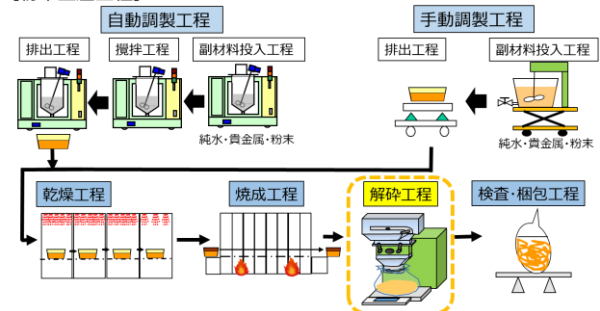 自動調製工程
手動調製工程
排出工程
攪拌工程
副材料投入工程
排出工程
副材料投入工程
純水・貴金属・粉末
純水・貴金属・粉末
乾燥工程
焼成工程
解砕工程
検査・梱包工程